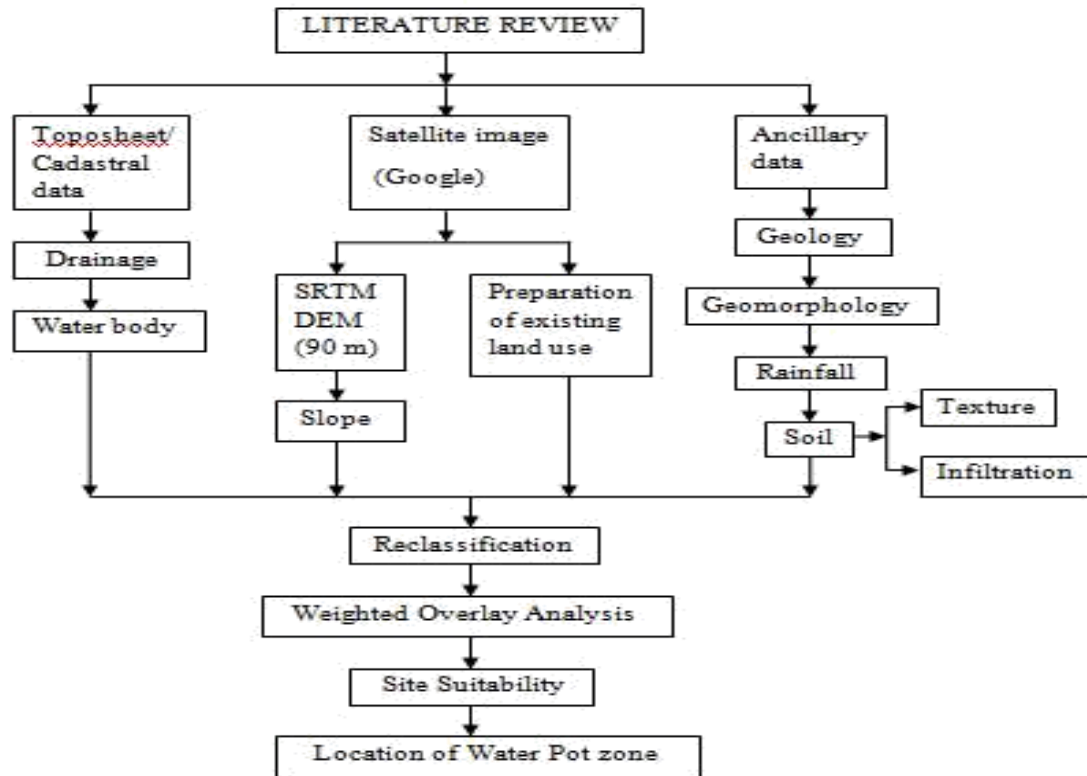 LITERATURE REVIEW
Toposheet/
Cadastral
data
Satellite image
(Google)
Ancillary
data
Drainage
Water body
SRTM
DEM
(90 m)
Slope
Preparation
of existing
land use
Geology
Geomorphology
Rainfall
Soil
Texture
Infiltration
Reclassification
Weighted Overlay Analysis
Site Suitability
Location of Water Pot zone